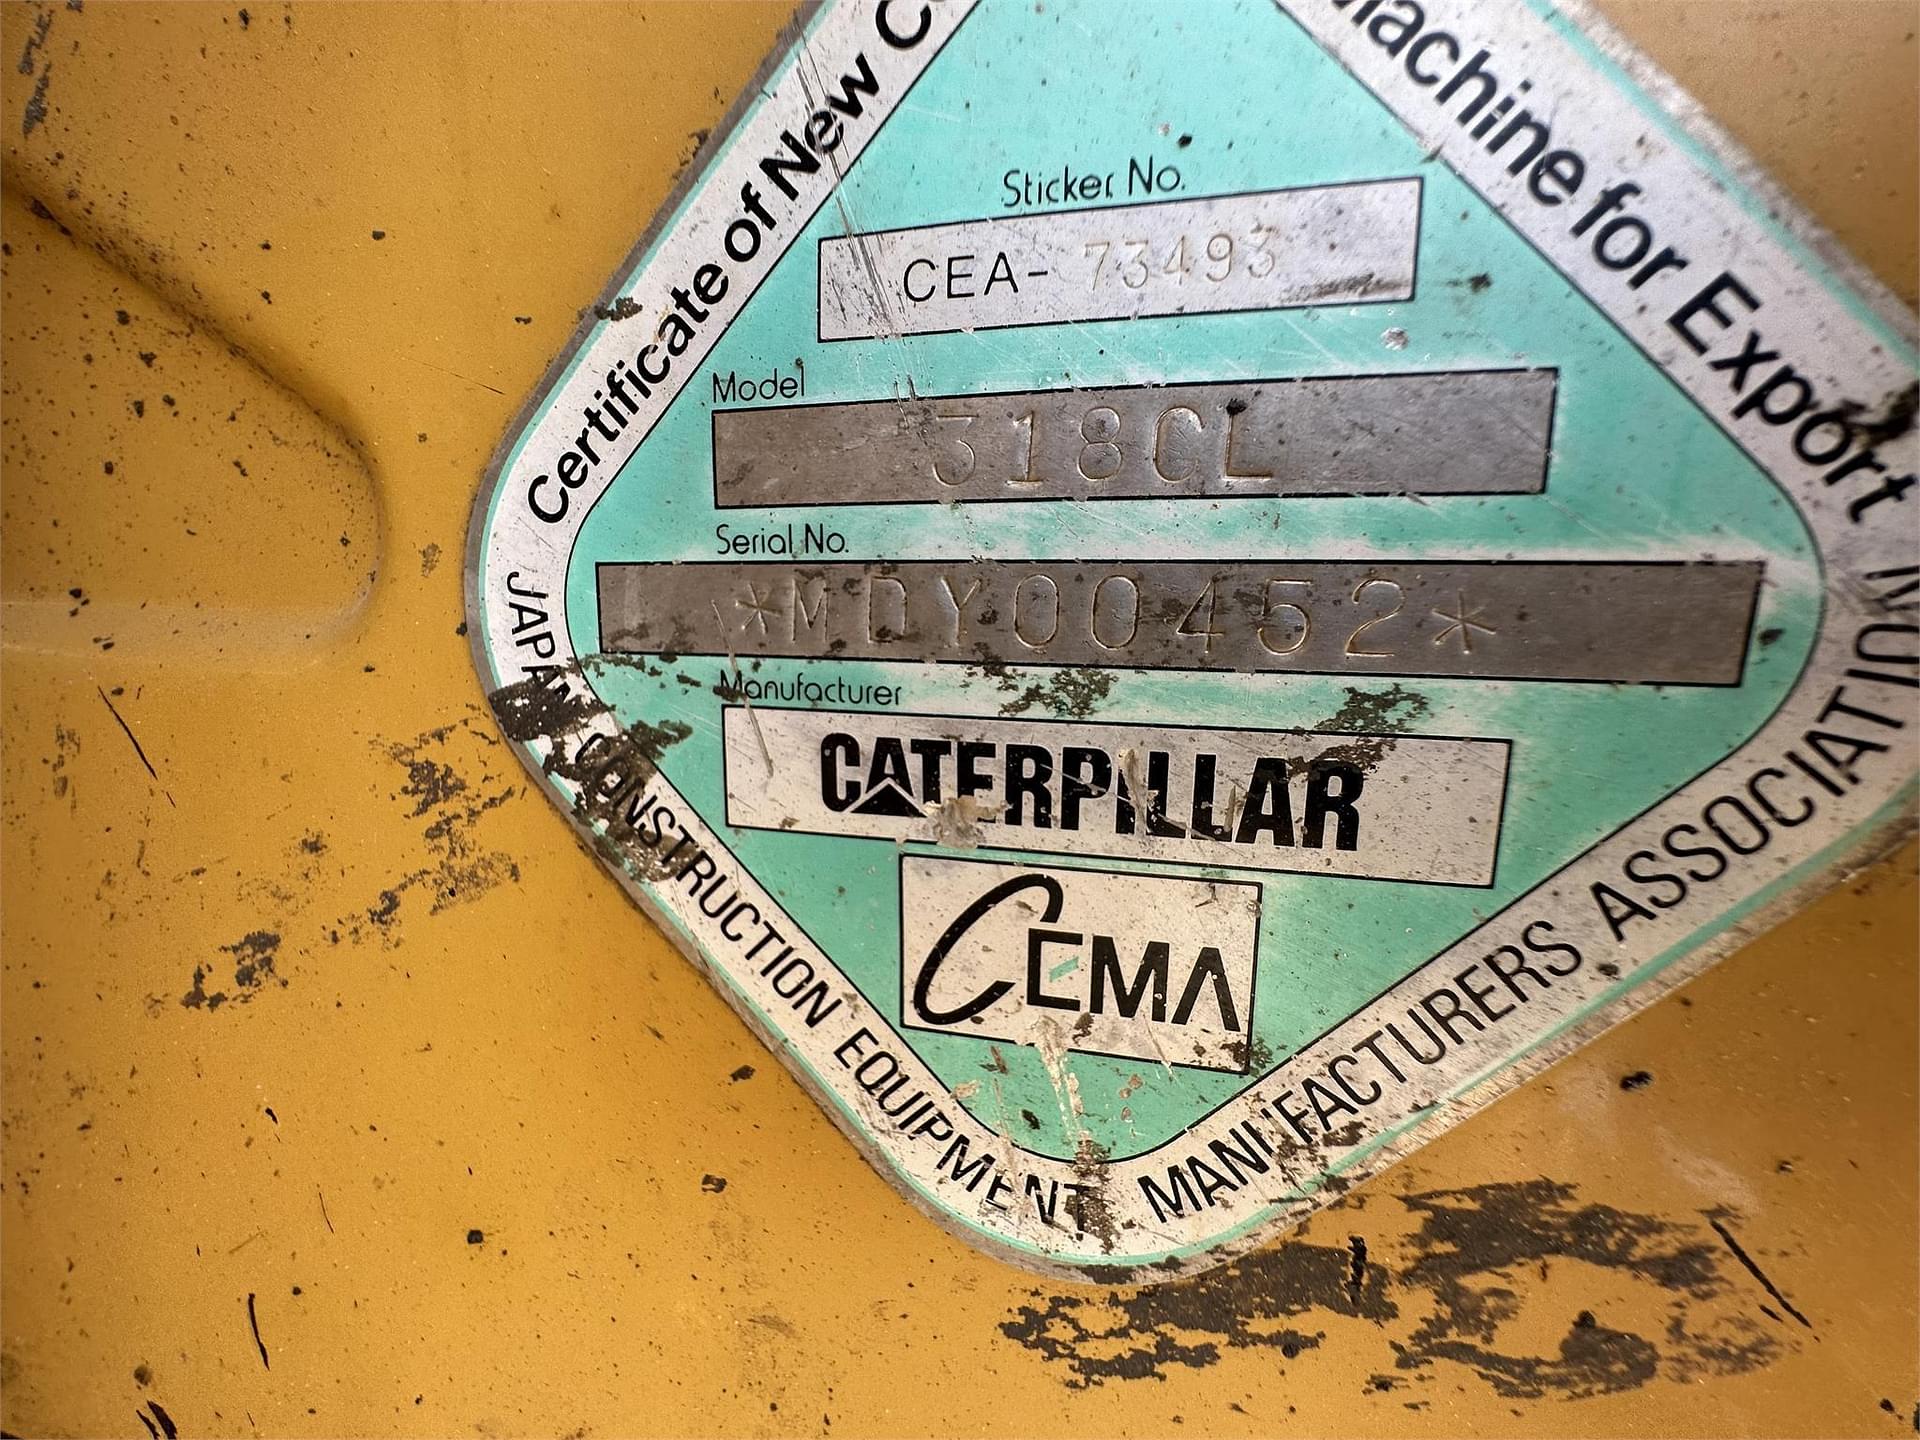 Certificate of New
Machine for Export
Sticker No.
CEA- 73493
Model
318CL
Serial No.
*MDY00452*
Manufacturer
CATERPILLAR
CEMA
JAPAN CONSTRUCTION EQUIPMENT MANUFACTURERS ASSOCIATION